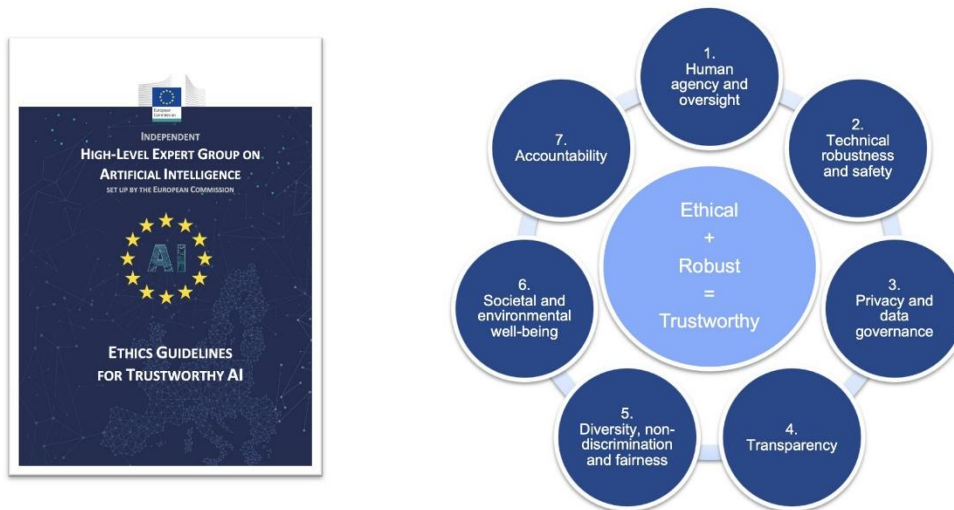 European
Commission
INDEPENDENT
HIGH-LEVEL EXPERT GROUP ON
ARTIFICIAL INTELLIGENCE
SET UP BY THE EUROPEAN COMMISSION
AI
ETHICS GUIDELINES
FOR TRUSTWORTHY AI
1.
Human
agency and
oversight
2.
Technical
robustness
and safety
3.
Privacy and
data
governance
4.
Transparency
5.
Diversity, non-
discrimination
and fairness
6.
Societal and
environmental
well-being
7.
Accountability
Ethical
+
Robust
=
Trustworthy